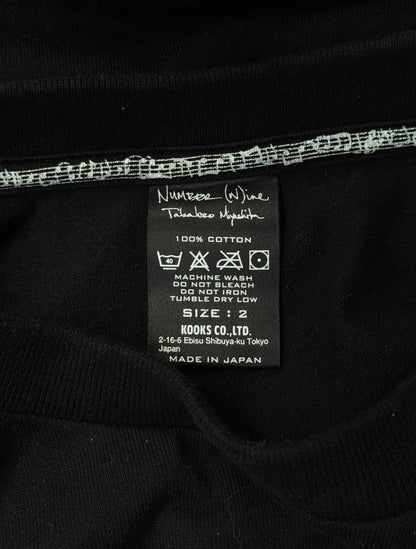 NUMBER (N)ine
Takahiro Miyashita
100% COTTON
40
MACHINE WASH
DO NOT BLEACH
DO NOT IRON
TUMBLE DRY LOW
SIZE : 2
KOOKS CO.,LTD.
2-16-6 Ebisu Shibuya-ku Tokyo
Japan
MADE IN JAPAN